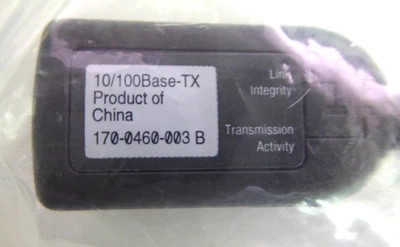 10/100Base-TX
Product of
China
170-0460-003 B
Link
Integrity
Transmission
Activity